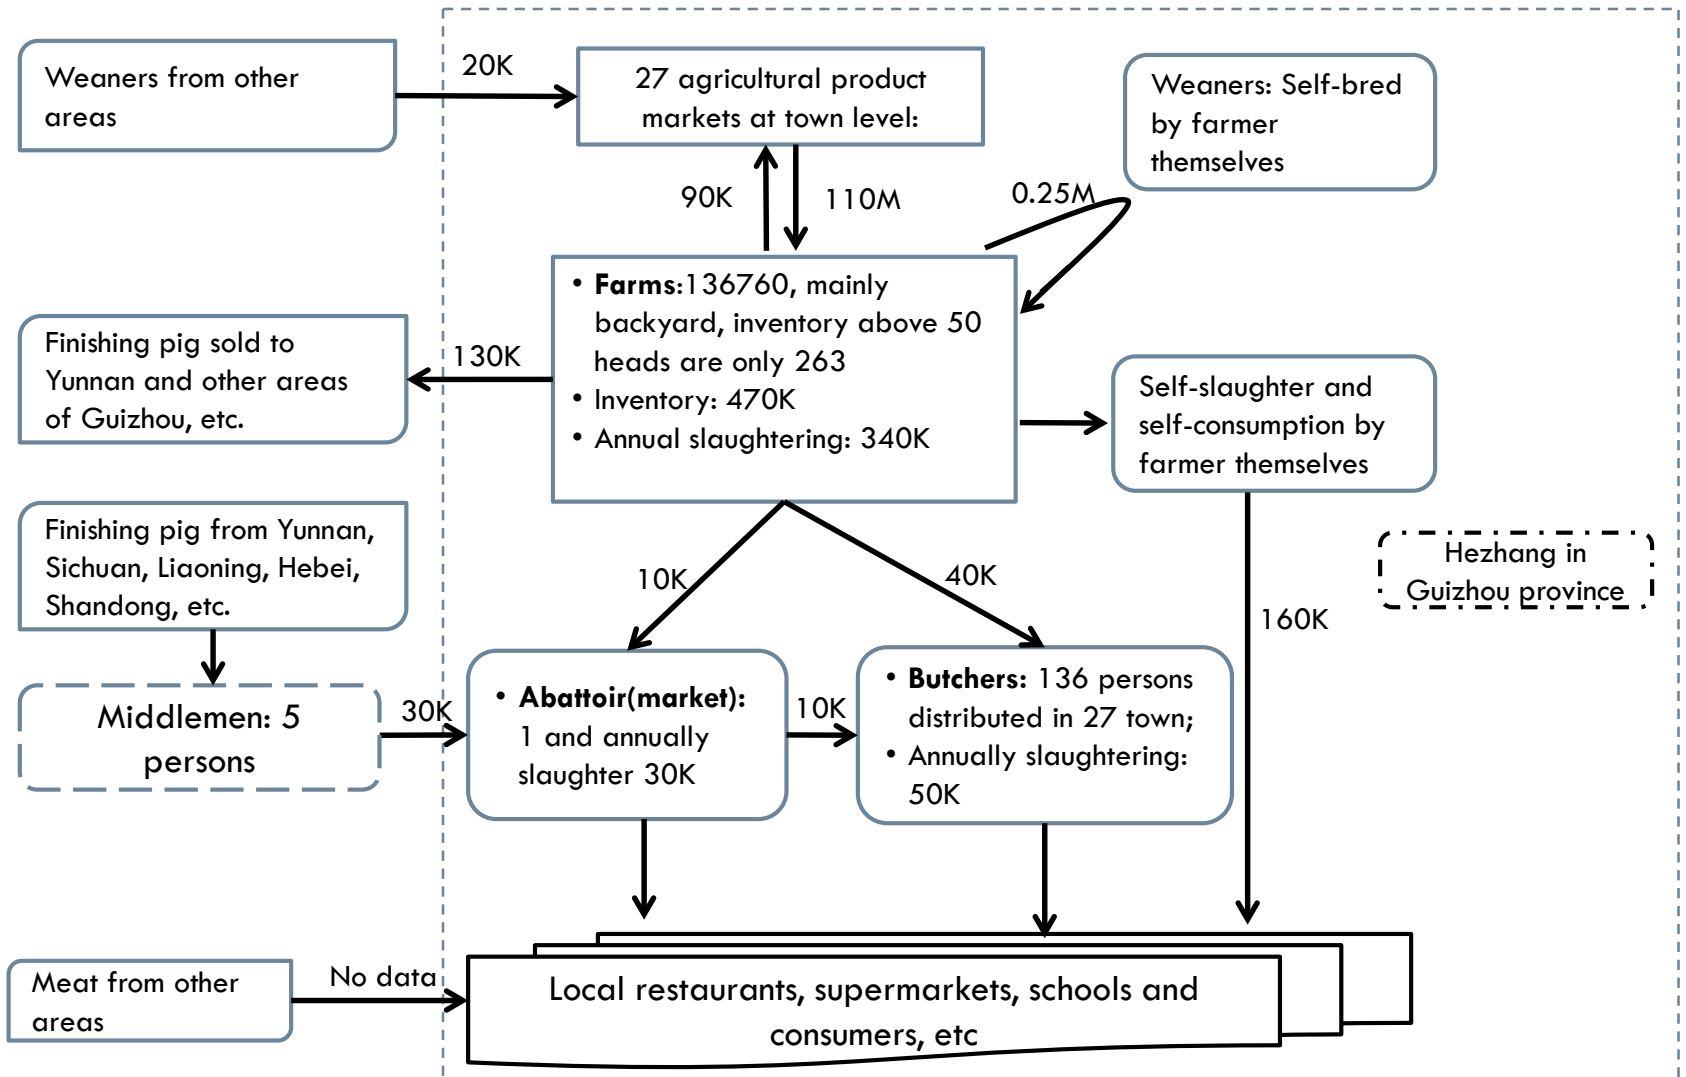 Weaners from other
areas
20K
27 agricultural product
markets at town level:
Weaners: Self-bred
by farmer
themselves
90K
110M
0.25M
• Farms:136760, mainly
backyard, inventory above 50
heads are only 263
• Inventory: 470K
• Annual slaughtering: 340K
Finishing pig sold to
Yunnan and other areas
of Guizhou, etc.
130K
Self-slaughter and
self-consumption by
farmer themselves
Finishing pig from Yunnan,
Sichuan, Liaoning, Hebei,
Shandong, etc.
Hezhang in
Guizhou province
10K
40K
160K
Middlemen: 5
persons
30K
• Abattoir(market):
1 and annually
slaughter 30K
10K
• Butchers: 136 persons
distributed in 27 town;
• Annually slaughtering:
50K
Meat from other
areas
No data
Local restaurants, supermarkets, schools and
consumers, etc